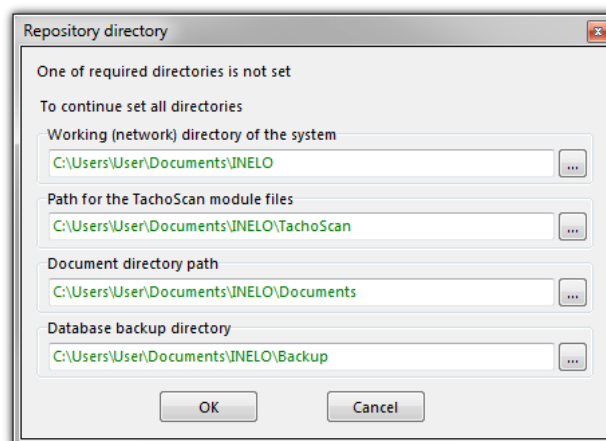 Repository directory
One of required directories is not set
To continue set all directories
Working (network) directory of the system
C:\Users\User\Documents\INELO
...
Path for the TachoScan module files
C:\Users\User\Documents\INELO\TachoScan
...
Document directory path
C:\Users\User\Documents\INELO\Documents
...
Database backup directory
C:\Users\User\Documents\INELO\Backup
...
OK
Cancel